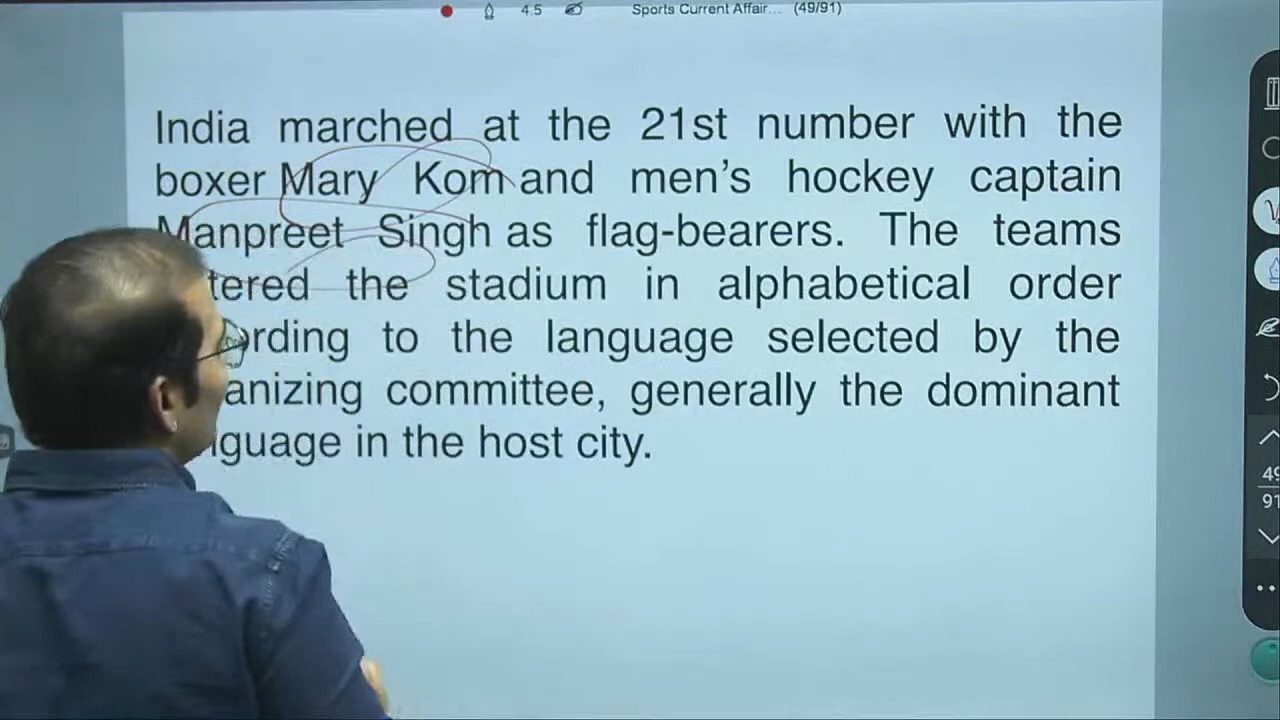 4.5 Sports Current Affair... (49/91)
India marched at the 21st number with the
boxer Mary Kom and men's hockey captain
Manpreet Singh as flag-bearers. The teams
tered the stadium in alphabetical order
rding to the language selected by the
anizing committee, generally the dominant
guage in the host city.
49
91